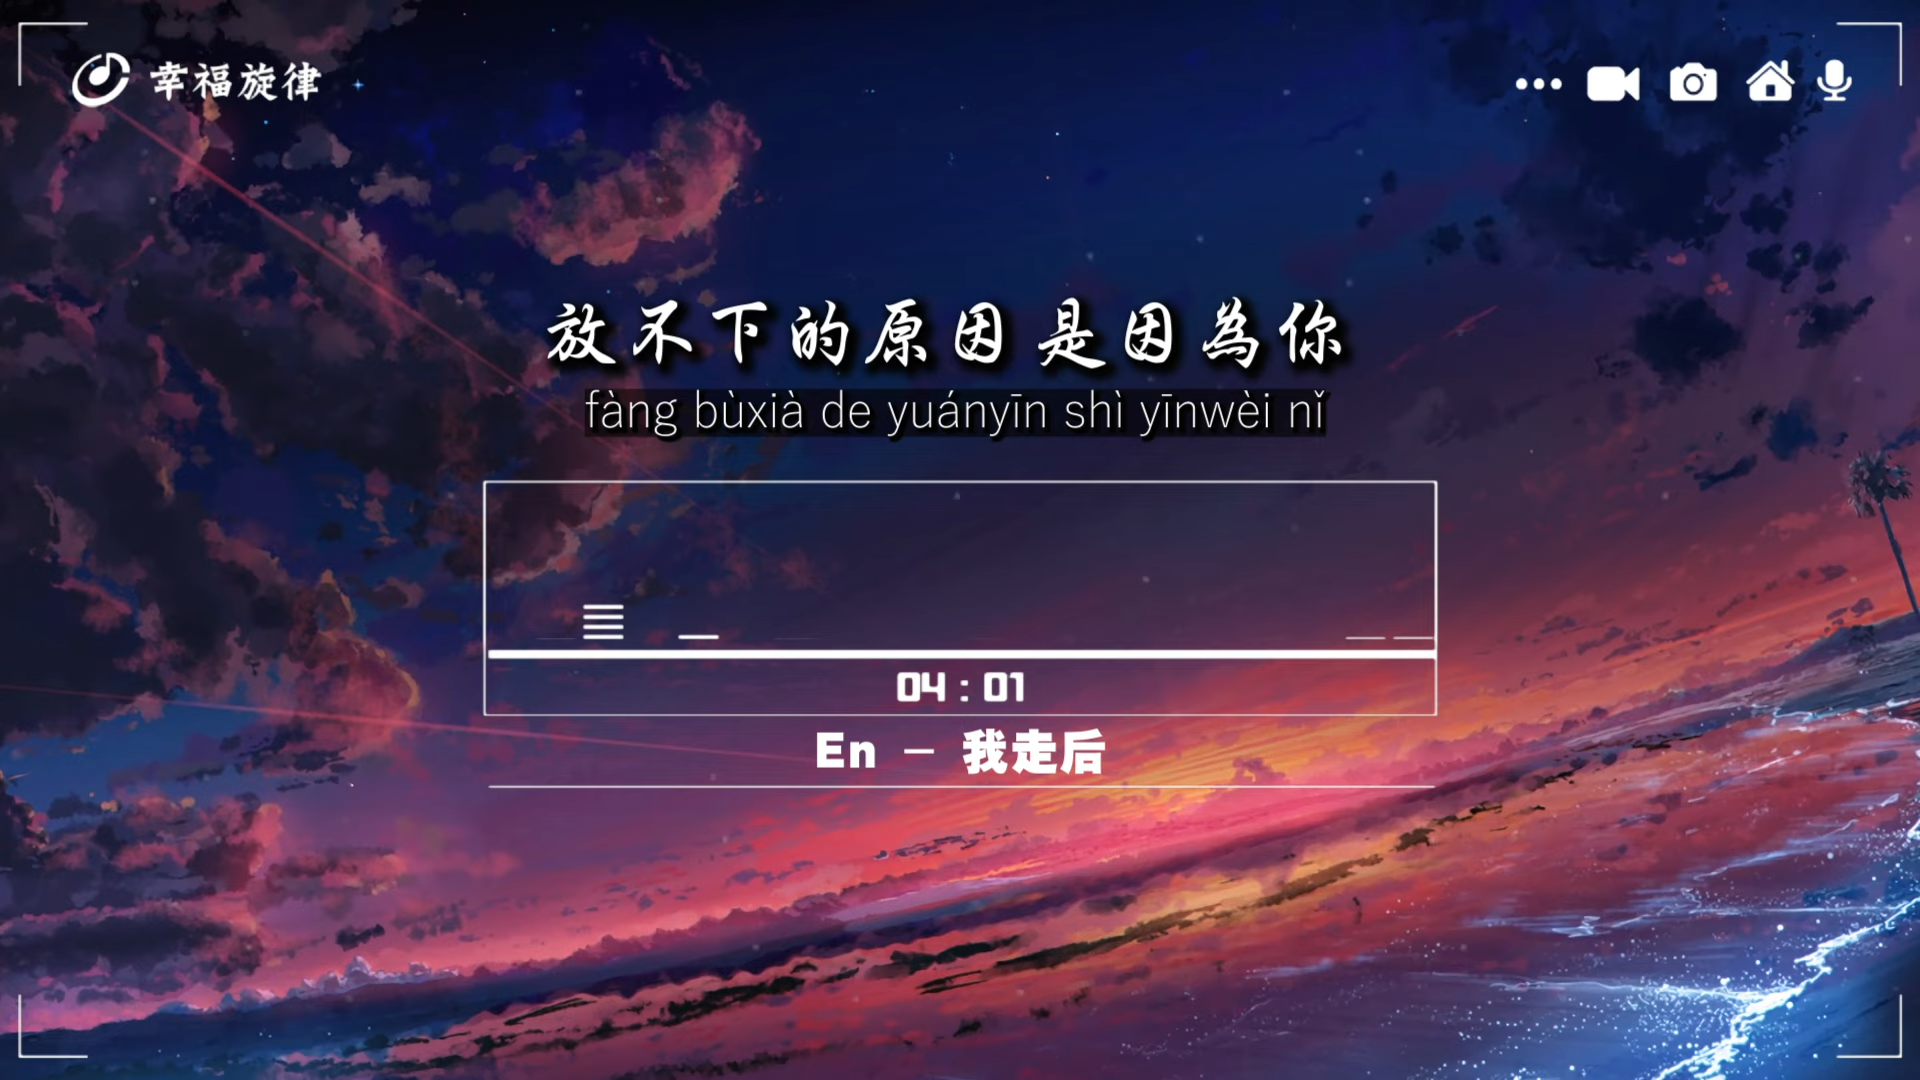 幸福旋律
放不下的原因是因為你
fàng bùxià de yuányīn shì yīnwèi nǐ
04 : 01
En – 我走后